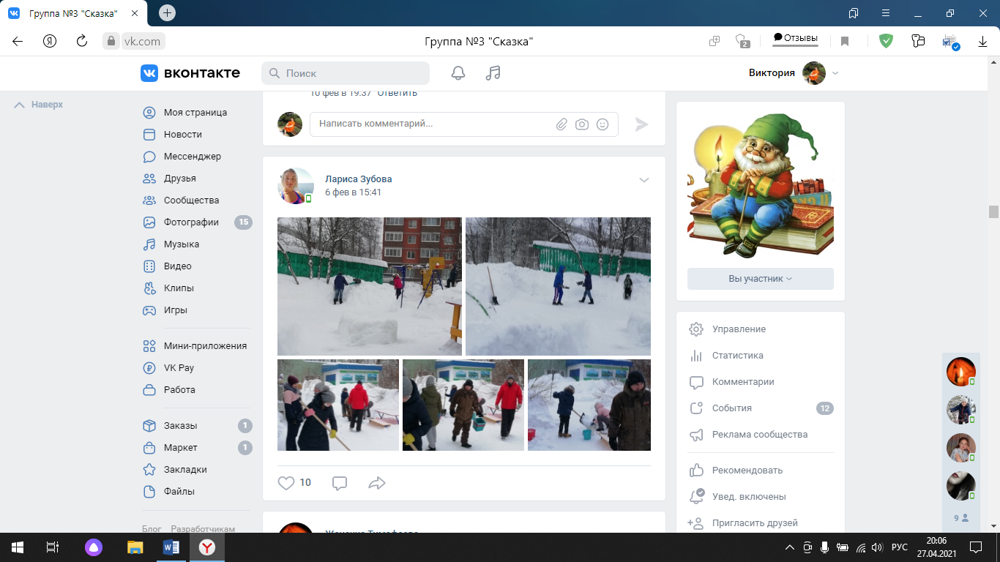 Группа №3 "Сказка"
vk.com
Группа №3 "Сказка"
2
Отзывы
вконтакте
Поиск
Виктория
Наверх
Моя страница
Новости
Мессенджер
Друзья
Сообщества
Фотографии 15
Музыка
Видео
Клипы
Игры
Мини-приложения
VK Pay
Работа
Заказы 1
Маркет 1
Закладки
Файлы
Блог Разработчикам
10 фев в 19:37 Ответить
Написать комментарий...
Лариса Зубова
6 фев в 15:41
10
Вы участник
Управление
Статистика
Комментарии
События 12
Реклама сообщества
Рекомендовать
Увед. включены
Пригласить друзей
9
РУС
20:06
27.04.2021